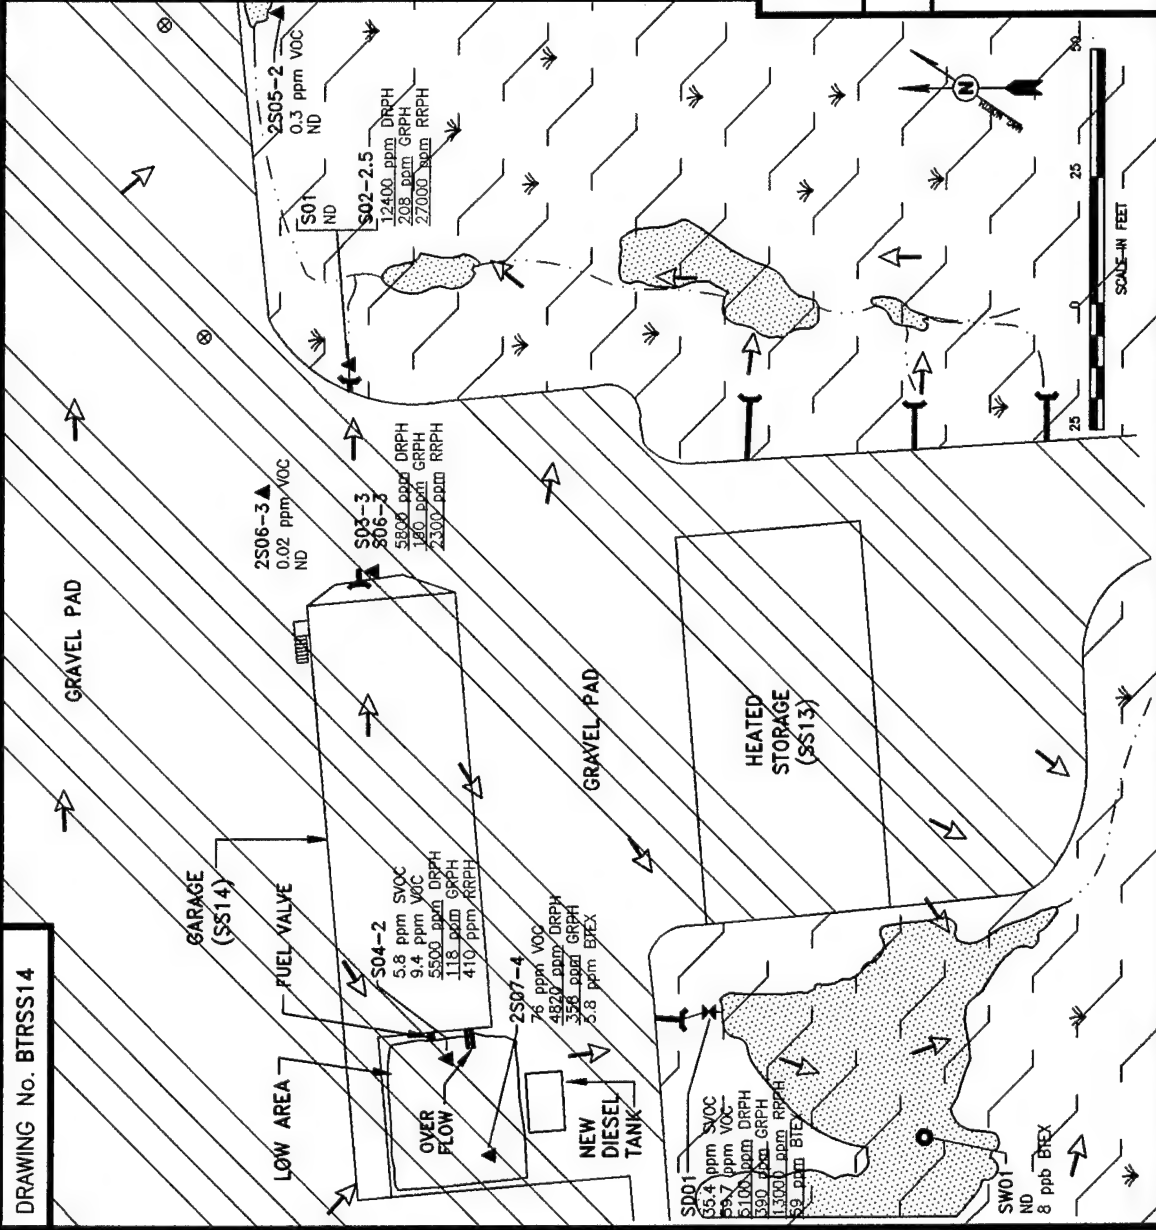 DRAWING No. BTRSS14
GRAVEL PAD
GARAGE
(SS14)
FUEL VALVE
LOW AREA
OVER
FLOW
NEW
DIESEL
TANK
S04-2
5.8 ppm SVOC
9.4 ppm VOC
5500 ppm DRPH
118 ppm GRPH
410 ppm RRPH
2S07-4
76 ppm VOC
4820 ppm DRPH
358 ppm GRPH
5.8 ppm BTEX
2S06-3
0.02 ppm VOC
ND
S03-3
S06-3
5800 ppm DRPH
190 ppm GRPH
2300 ppm RRPH
2S05-2
0.3 ppm VOC
ND
S01
ND
S02-2.5
12400 ppm DRPH
208 ppm GRPH
27000 ppm RRPH
GRAVEL PAD
HEATED
STORAGE
(SS13)
SD01
35.4 ppm SVOC
ppm VOC
5100 ppm DRPH
390 ppm GRPH
13000 ppm RRPH
59 ppm BTEX
SW01
ND
8 ppb BTEX
N
25 0 25 50
SCALE IN FEET